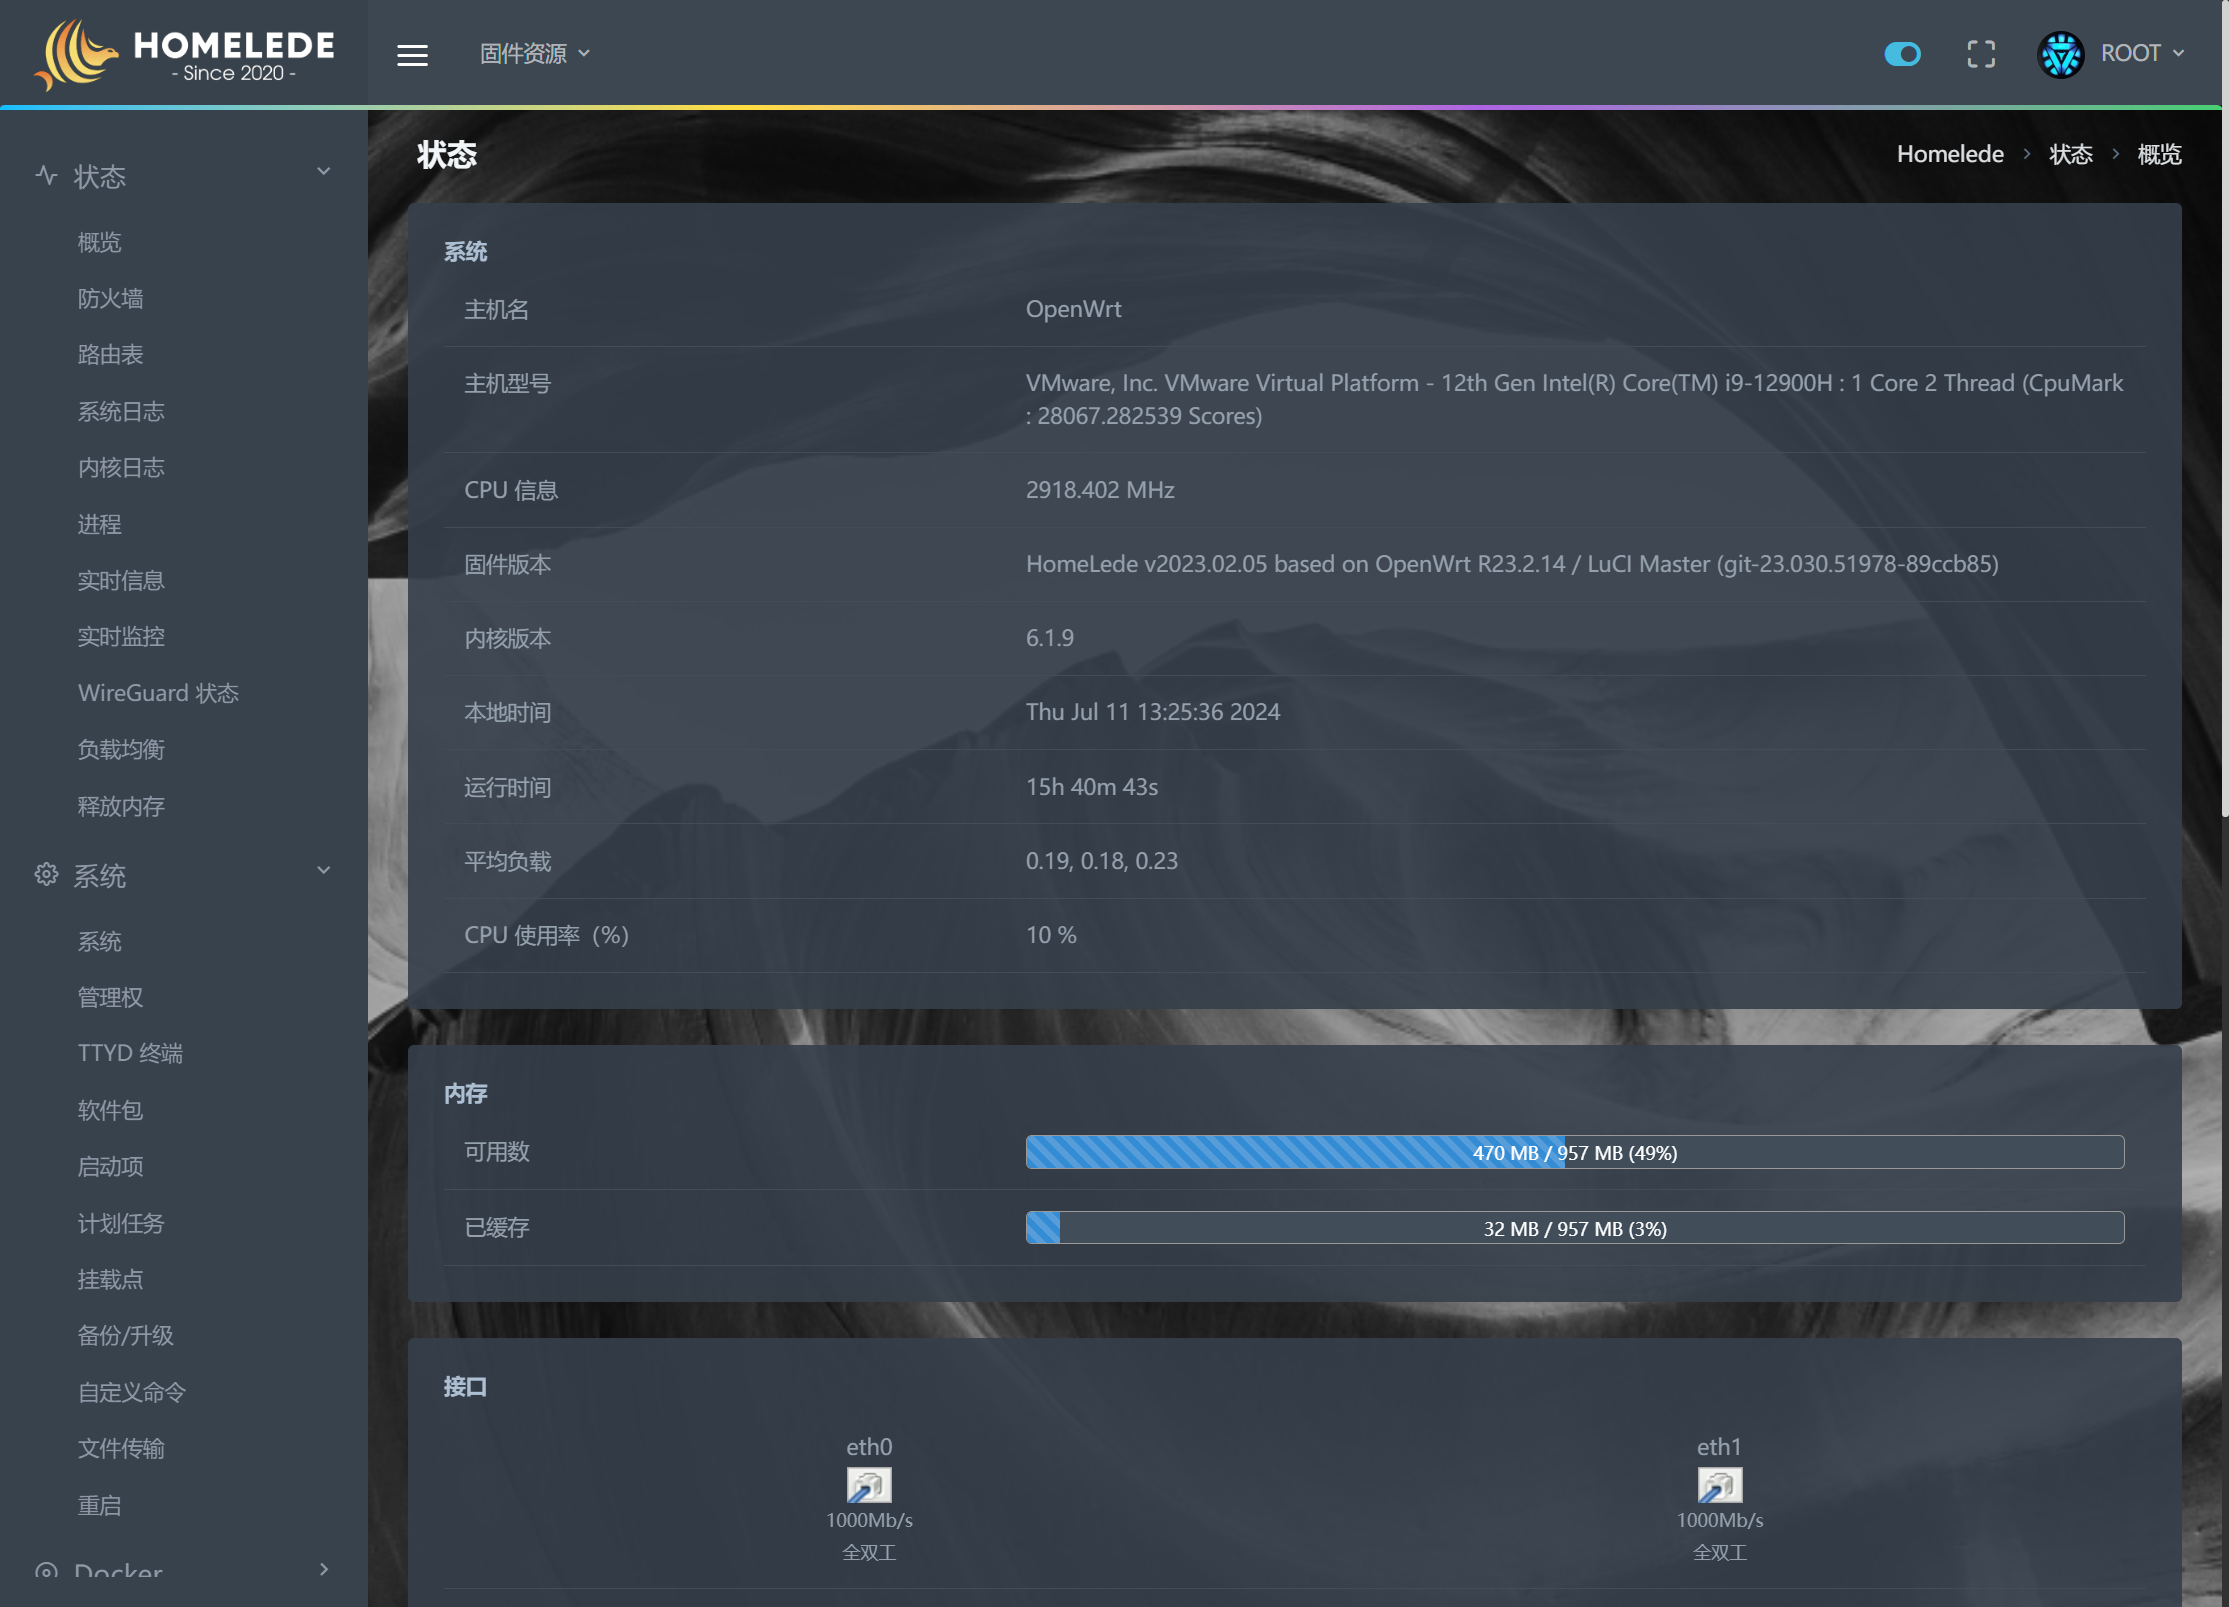 HOMELEDE
- Since 2020 -
固件资源
ROOT
状态
概览
防火墙
路由表
系统日志
内核日志
进程
实时信息
实时监控
WireGuard 状态
负载均衡
释放内存
系统
系统
管理权
TTYD 终端
软件包
启动项
计划任务
挂载点
备份/升级
自定义命令
文件传输
重启
Docker
状态
Homelede › 状态 › 概览
系统
主机名 OpenWrt
主机型号 VMware, Inc. VMware Virtual Platform - 12th Gen Intel(R) Core(TM) i9-12900H : 1 Core 2 Thread (CpuMark
: 28067.282539 Scores)
CPU 信息 2918.402 MHz
固件版本 HomeLede v2023.02.05 based on OpenWrt R23.2.14 / LuCI Master (git-23.030.51978-89ccb85)
内核版本 6.1.9
本地时间 Thu Jul 11 13:25:36 2024
运行时间 15h 40m 43s
平均负载 0.19, 0.18, 0.23
CPU 使用率（%） 10 %
内存
可用数 470 MB / 957 MB (49%)
已缓存 32 MB / 957 MB (3%)
接口
eth0 eth1
1000Mb/s 1000Mb/s
全双工 全双工